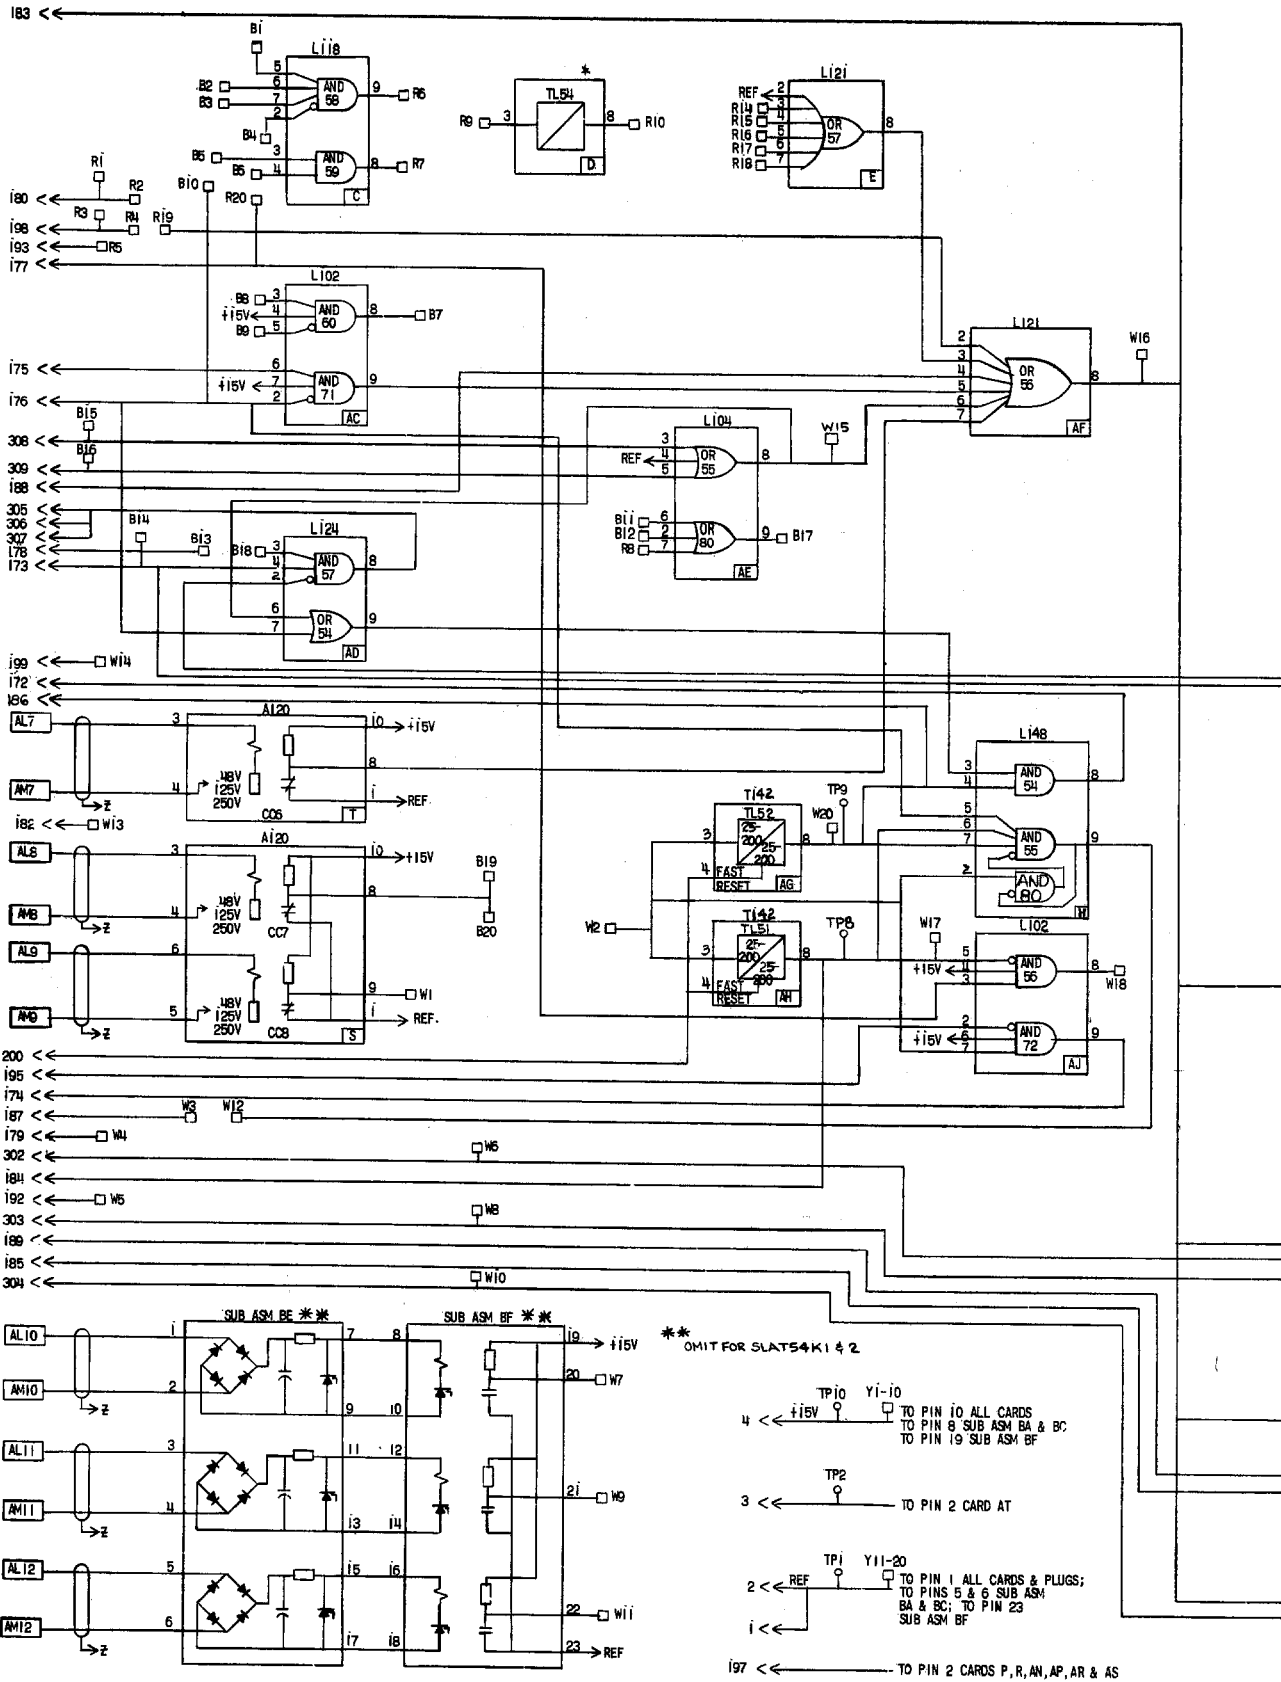 183
B1
L118
5
6
7
2
B2
B3
B4
AND
58
9
R6
B6
B5
3
4
AND
59
8
R7
C
*
TL54
R9
3
8
R10
D
L121
REF
R14
R15
R16
R17
R18
2
3
4
5
6
7
OR
57
8
E
R1
180
R2
R3
198
R4
R19
193
R5
177
B10
R20
L102
B8
3
+15V
4
B9
5
AND
60
8
B7
175
6
+15V
7
2
AND
71
9
AC
176
B15
308
B16
309
188
305
306
307
178
173
B14
B13
L124
B18
3
4
2
AND
57
8
6
7
OR
54
9
AD
L104
3
REF
4
5
OR
55
8
W15
B11
6
B12
2
R8
7
OR
80
9
B17
AE
L121
2
3
4
5
6
7
OR
56
8
W16
AF
199
W14
172
186
AL7
3
A120
10
+15V
8
48V
125V
250V
AM7
4
1
REF
Z
CC6
T
182
W13
A120
AL8
3
10
+15V
B19
8
B20
AM8
4
48V
125V
250V
CC7
Z
AL9
6
9
W1
AM9
5
48V
125V
250V
1
REF.
CC8
S
Z
T142
TL52
25-
200
25-
200
3
8
4
FAST
RESET
AG
W20
TP9
W2
T142
TL51
25-
200
25-
200
3
8
4
FAST
RESET
AH
TP8
W17
L148
3
4
AND
54
8
5
6
7
AND
55
9
2
AND
80
H
L102
5
+15V
4
3
AND
56
8
W18
2
+15V
6
7
AND
72
9
AJ
200
195
174
187
W3
W12
179
W4
302
W6
184
192
W5
303
W8
189
185
304
W10
SUB ASM BE **
SUB ASM BF **
AL10
1
7
8
19
+15V
20
W7
AM10
2
9
10
Z
AL11
3
11
12
21
W9
AM11
4
13
14
Z
AL12
5
15
16
22
W11
AM12
6
17
18
23
REF
Z
**
OMIT FOR SLAT54K1 & 2
TP10
Y1-10
4
+15V
TO PIN 10 ALL CARDS
TO PIN 8 SUB ASM BA & BC
TO PIN 19 SUB ASM BF
TP2
3
TO PIN 2 CARD AT
TP1
Y11-20
2
REF
TO PIN 1 ALL CARDS & PLUGS;
TO PINS 5 & 6 SUB ASM
BA & BC; TO PIN 23
SUB ASM BF
1
197
TO PIN 2 CARDS P, R, AN, AP, AR & AS